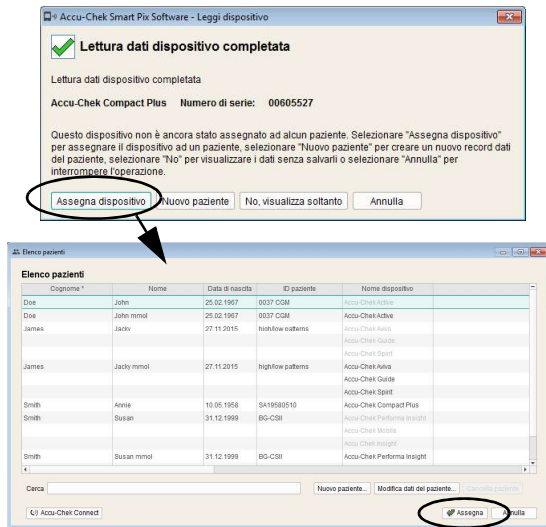 Accu-Chek Smart Pix Software - Leggi dispositivo
Lettura dati dispositivo completata
Lettura dati dispositivo completata
Accu-Chek Compact Plus Numero di serie: 00605527
Questo dispositivo non è ancora stato assegnato ad alcun paziente. Selezionare "Assegna dispositivo"
per assegnare il dispositivo ad un paziente, selezionare "Nuovo paziente" per creare un nuovo record dati
del paziente, selezionare "No" per visualizzare i dati senza salvarli o selezionare "Annulla" per
interrompere l'operazione.
Assegna dispositivo Nuovo paziente No, visualizza soltanto Annulla
Elenco pazienti
Elenco pazienti
Cognome * Nome Data di nascita ID paziente Nome dispositivo
Doe John 25.02.1967 0037 CGM Accu-Chek Active
Doe John mmol 25.02.1967 0037 CGM Accu-Chek Active
James Jacky 27.11.2015 high/low patterns Accu-Chek Aviva
Accu-Chek Guide
Accu-Chek Spirit
James Jacky mmol 27.11.2015 high/low patterns Accu-Chek Aviva
Accu-Chek Guide
Accu-Chek Spirit
Smith Annie 10.05.1958 SA19580510 Accu-Chek Compact Plus
Smith Susan 31.12.1999 BG-CSII Accu-Chek Performa Insight
Accu-Chek Mobile
Accu-Chek Insight
Smith Susan mmol 31.12.1999 BG-CSII Accu-Chek Performa Insight
Cerca Nuovo paziente... Modifica dati del paziente... Cancella paziente
Accu-Chek Connect Assegna Annulla